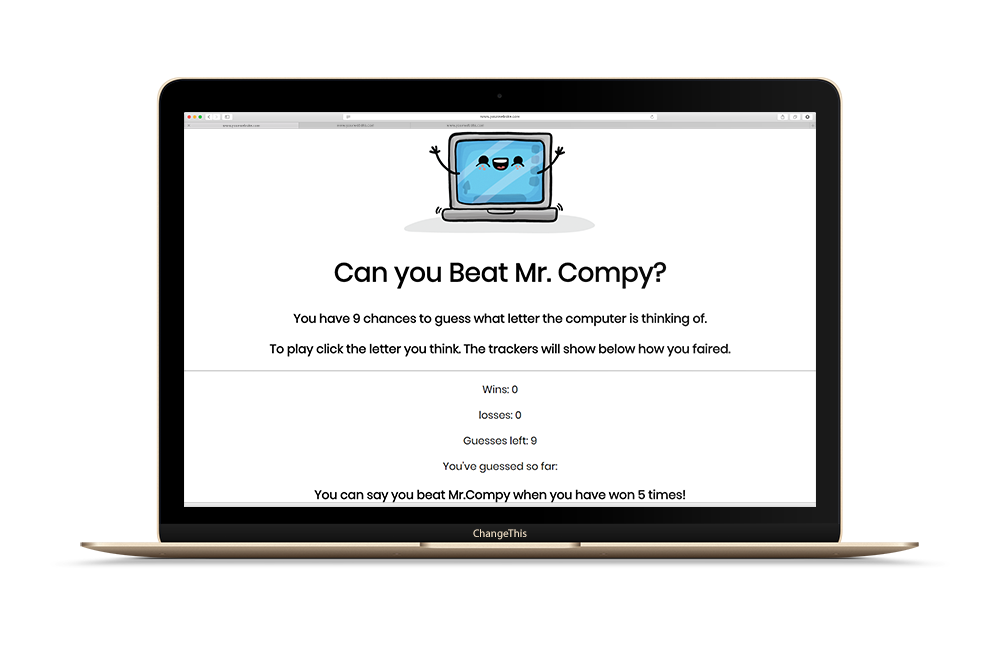 www.yourwebsite.com
www.yourwebsite.com www.yourwebsite.com www.yourwebsite.com
Can you Beat Mr. Compy?
You have 9 chances to guess what letter the computer is thinking of.
To play click the letter you think. The trackers will show below how you faired.
Wins: 0
losses: 0
Guesses left: 9
You've guessed so far:
You can say you beat Mr.Compy when you have won 5 times!
ChangeThis